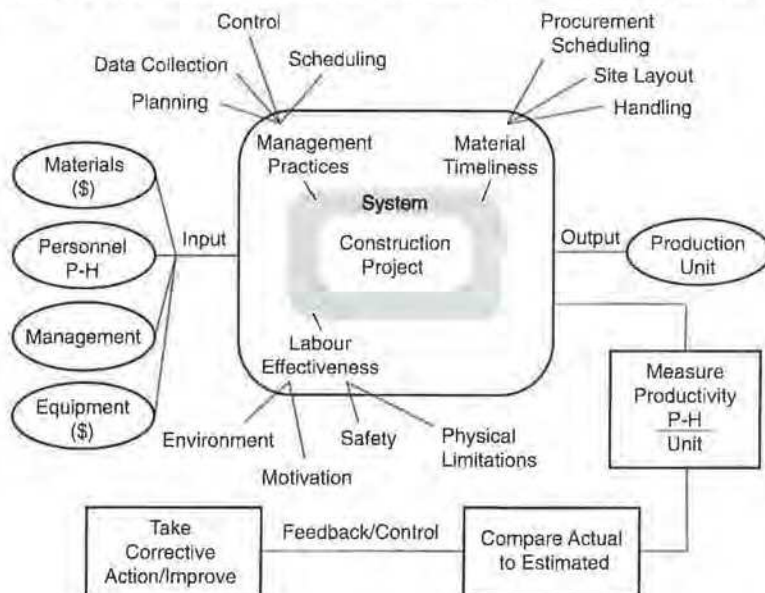 Control
Procurement
Scheduling
Data Collection
Scheduling
Site Layout
Planning
Handling
Management
Practices
Material
Timeliness
Materials
($)
System
Personnel
P-H
Input
Construction
Project
Output
Production
Unit
Management
Labour
Effectiveness
Measure
Productivity
P-H
Unit
Equipment
($)
Environment
Safety
Physical
Limitations
Motivation
Take
Corrective
Action/Improve
Feedback/Control
Compare Actual
to Estimated